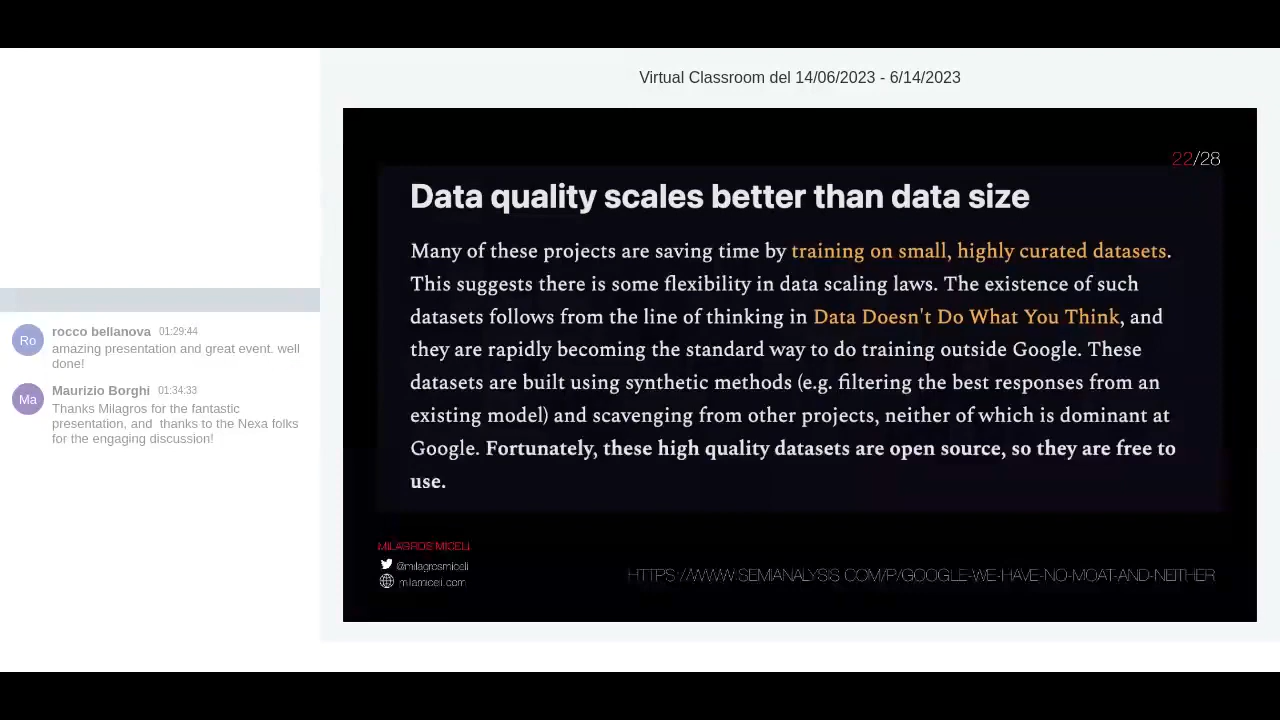 Virtual Classroom del 14/06/2023 - 6/14/2023
Ro
rocco bellanova 01:29:44
amazing presentation and great event. well
done!
Ma
Maurizio Borghi 01:34:33
Thanks Milagros for the fantastic
presentation, and  thanks to the Nexa folks
for the engaging discussion!
22/28
Data quality scales better than data size
Many of these projects are saving time by training on small, highly curated datasets.
This suggests there is some flexibility in data scaling laws. The existence of such
datasets follows from the line of thinking in Data Doesn't Do What You Think, and
they are rapidly becoming the standard way to do training outside Google. These
datasets are built using synthetic methods (e.g. filtering the best responses from an
existing model) and scavenging from other projects, neither of which is dominant at
Google. Fortunately, these high quality datasets are open source, so they are free to
use.
MILAGROS MICELI
@milagrosmiceli
milamiceli.com
HTTPS://WWW.SEMIANALYSIS.COM/P/GOOGLE-WE-HAVE-NO-MOAT-AND-NEITHER